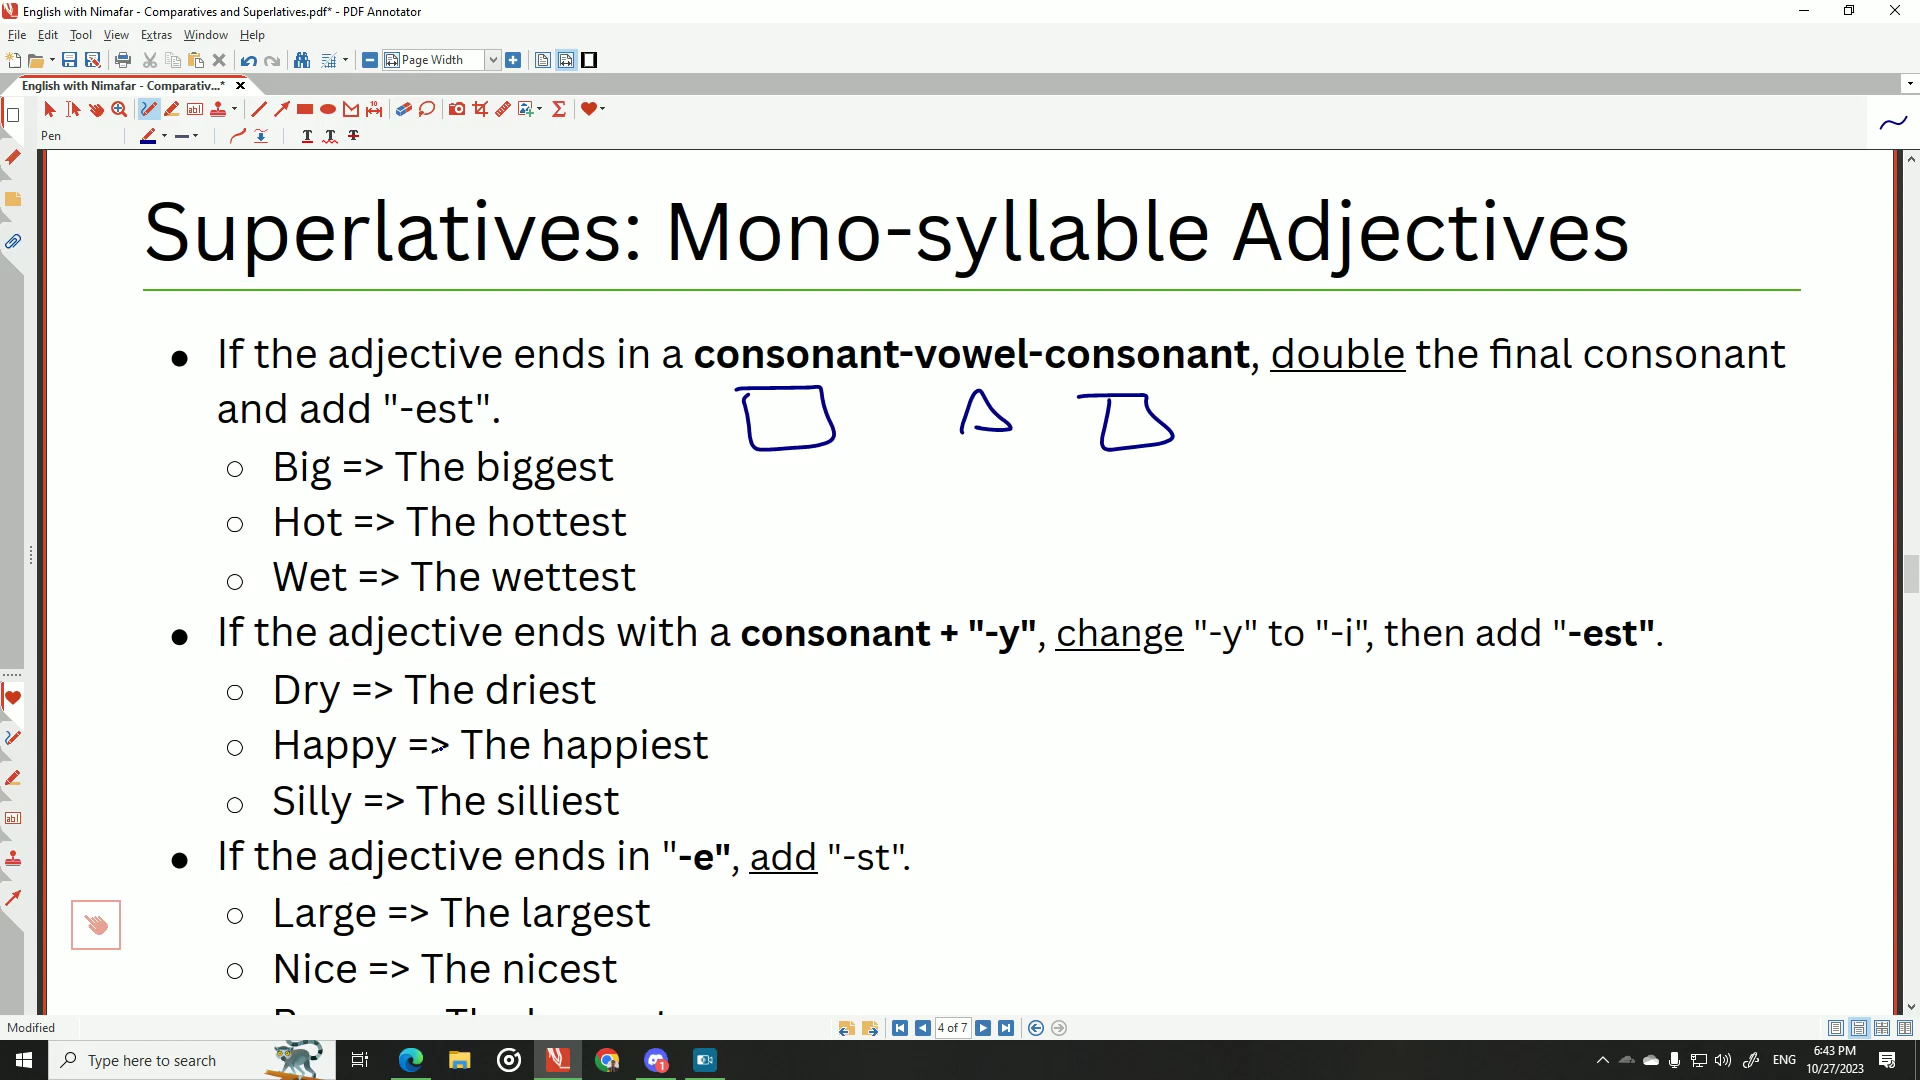 English with Nimafar - Comparatives and Superlatives.pdf* - PDF Annotator
File Edit Tool View Extras Window Help
Page Width
English with Nimafar - Comparativ...*
Pen
Superlatives: Mono-syllable Adjectives
If the adjective ends in a consonant-vowel-consonant, double the final consonant
and add "-est".
Big => The biggest
Hot => The hottest
Wet => The wettest
If the adjective ends with a consonant + "-y", change "-y" to "-i", then add "-est".
Dry => The driest
Happy => The happiest
Silly => The silliest
If the adjective ends in "-e", add "-st".
Large => The largest
Nice => The nicest
Modified
4 of 7
Type here to search
ENG
6:43 PM
10/27/2023